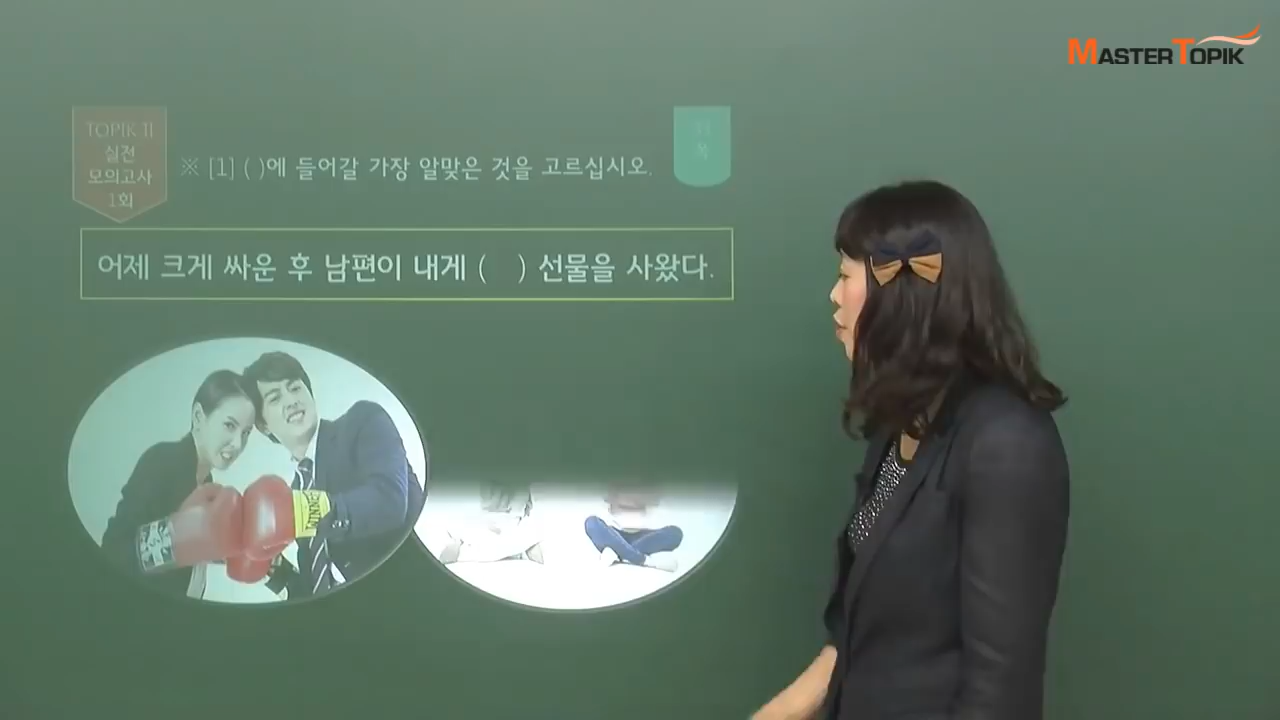 MASTER TOPIK
TOPIK II
실전
모의고사
1회
※ [1] ( )에 들어갈 가장 알맞은 것을 고르십시오.
어제 크게 싸운 후 남편이 내게 ( ) 선물을 사왔다.
WINNE